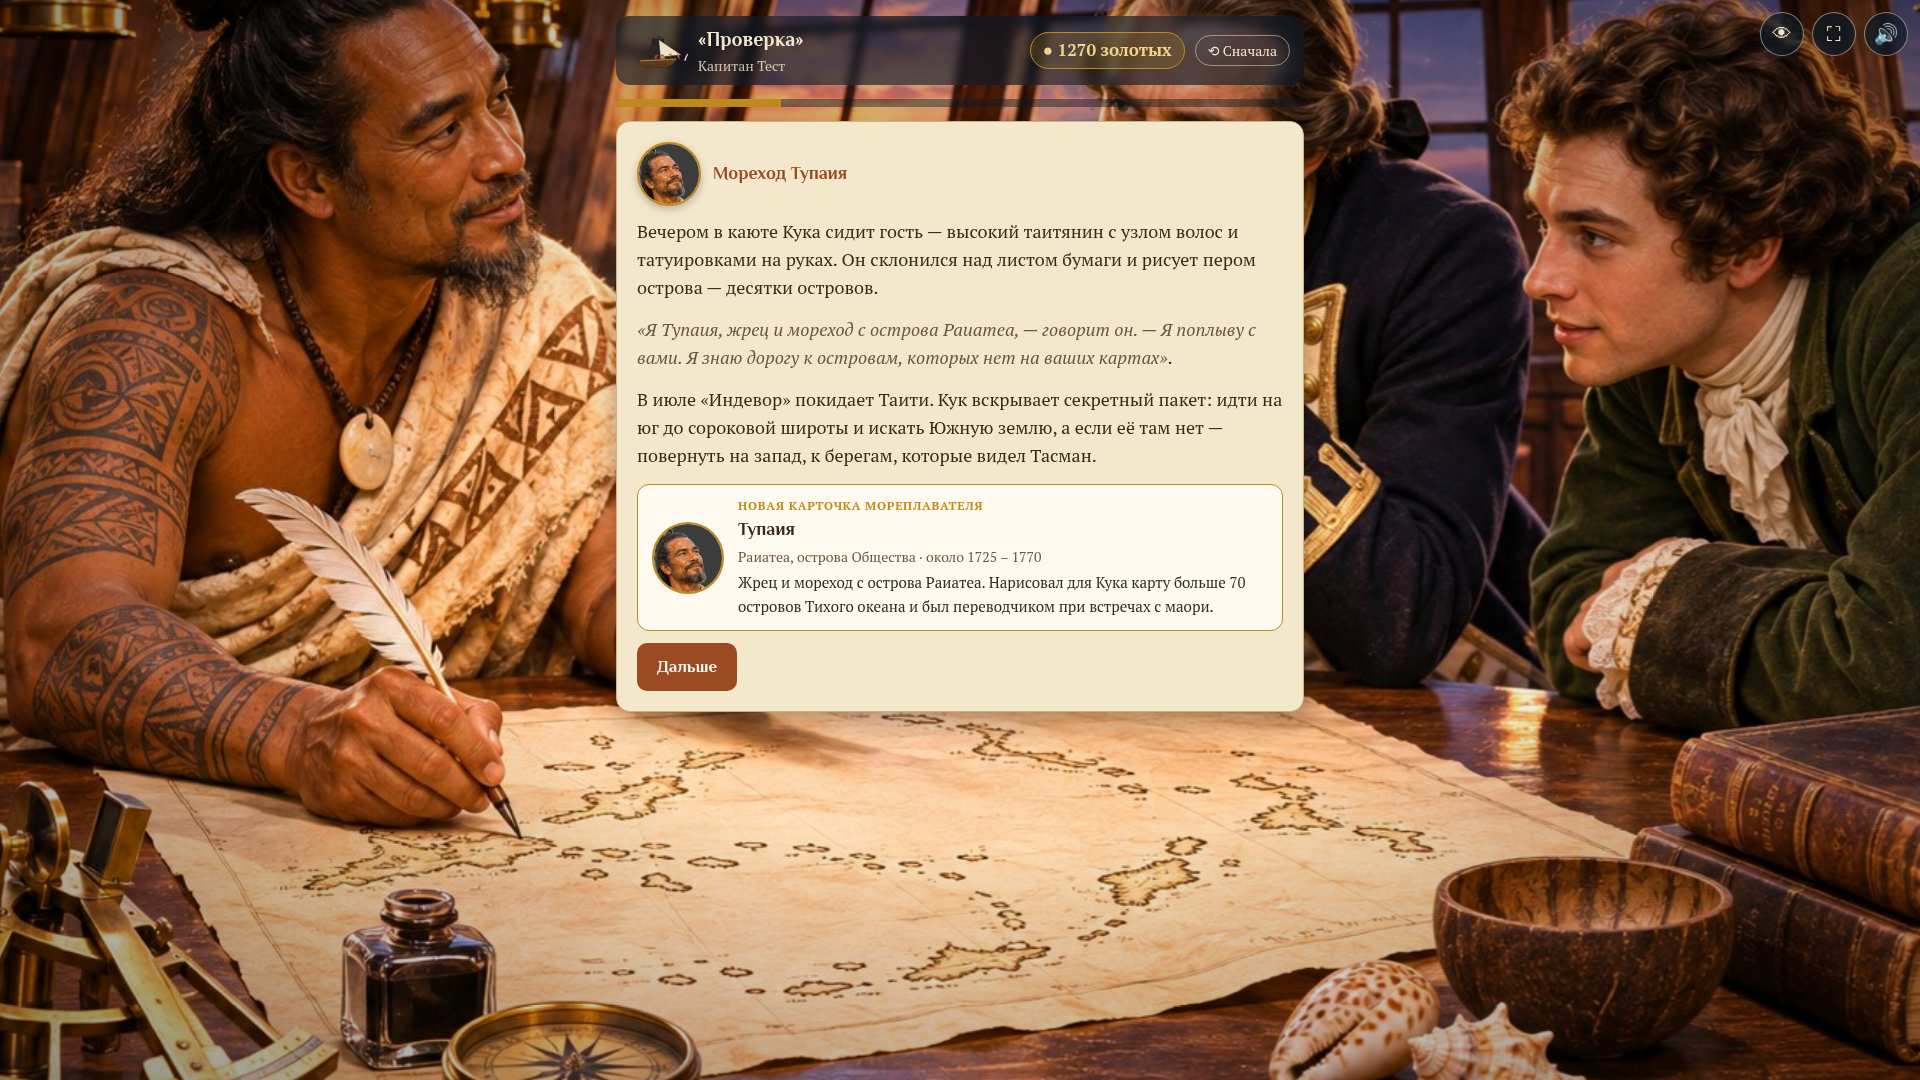 «Проверка»
Капитан Тест
● 1270 золотых
⟲ Сначала
Мореход Тупаия
Вечером в каюте Кука сидит гость — высокий таитянин с узлом волос и
татуировками на руках. Он склонился над листом бумаги и рисует пером
острова — десятки островов.
«Я Тупаия, жрец и мореход с острова Раиатеа, — говорит он. — Я поплыву с
вами. Я знаю дорогу к островам, которых нет на ваших картах».
В июле «Индевор» покидает Таити. Кук вскрывает секретный пакет: идти на
юг до сороковой широты и искать Южную землю, а если её там нет —
повернуть на запад, к берегам, которые видел Тасман.
НОВАЯ КАРТОЧКА МОРЕПЛАВАТЕЛЯ
Тупаия
Раиатеа, острова Общества · около 1725 – 1770
Жрец и мореход с острова Раиатеа. Нарисовал для Кука карту больше 70
островов Тихого океана и был переводчиком при встречах с маори.
Дальше